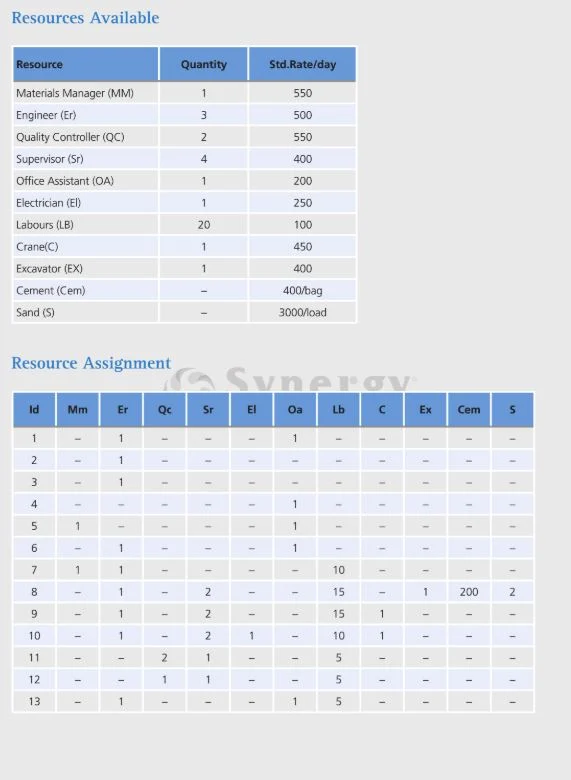 Resources Available
Resource Quantity Std.Rate/day
Materials Manager (MM) 1 550
Engineer (Er) 3 500
Quality Controller (QC) 2 550
Supervisor (Sr) 4 400
Office Assistant (OA) 1 200
Electrician (El) 1 250
Labours (LB) 20 100
Crane(C) 1 450
Excavator (EX) 1 400
Cement (Cem) – 400/bag
Sand (S) – 3000/load
Resource Assignment
Synergy
Id Mm Er Qc Sr El Oa Lb C Ex Cem S
1 – 1 – – – 1 – – – – –
2 – 1 – – – – – – – – –
3 – 1 – – – – – – – – –
4 – – – – – 1 – – – – –
5 1 – – – – 1 – – – – –
6 – 1 – – – 1 – – – – –
7 1 1 – – – – 10 – – – –
8 – 1 – 2 – – 15 – 1 200 2
9 – 1 – 2 – – 15 1 – – –
10 – 1 – 2 1 – 10 1 – – –
11 – – 2 1 – – 5 – – – –
12 – – 1 1 – – 5 – – – –
13 – 1 – – – 1 5 – – – –